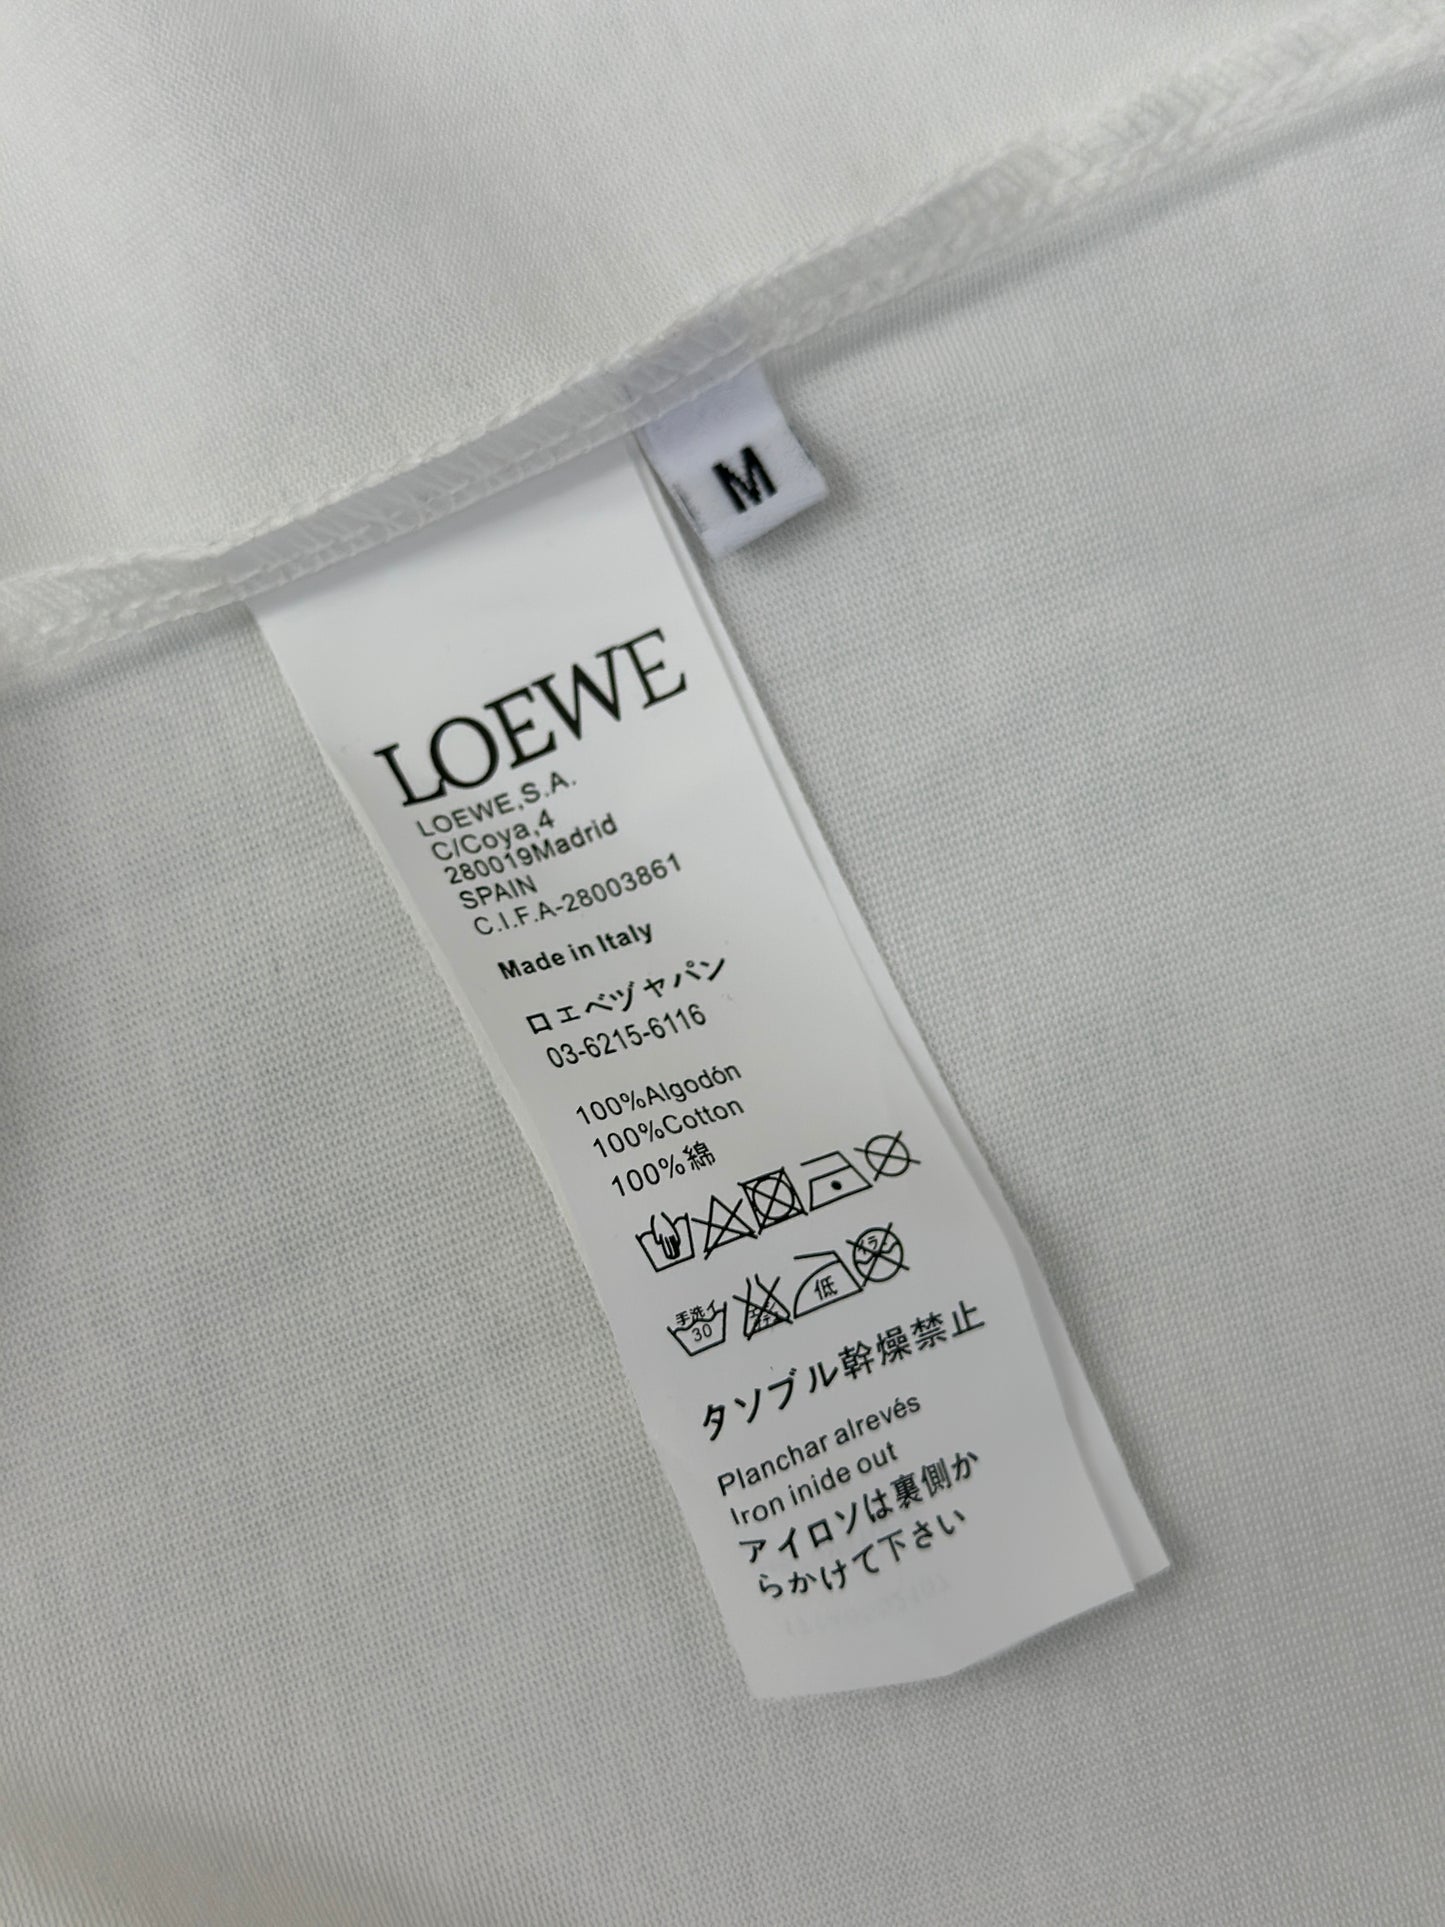 M
LOEWE
LOEWE,S.A.
C/Coya,4
280019Madrid
SPAIN
C.I.F.A-28003861
Made in Italy
ロエベヅャパン
03-6215-6116
100%Algodón
100%Cotton
100%綿
手洗イ
30
低
タソブル幹燥禁止
Planchar alrevés
Iron inide out
アイロソは裏側か
らかけて下さい